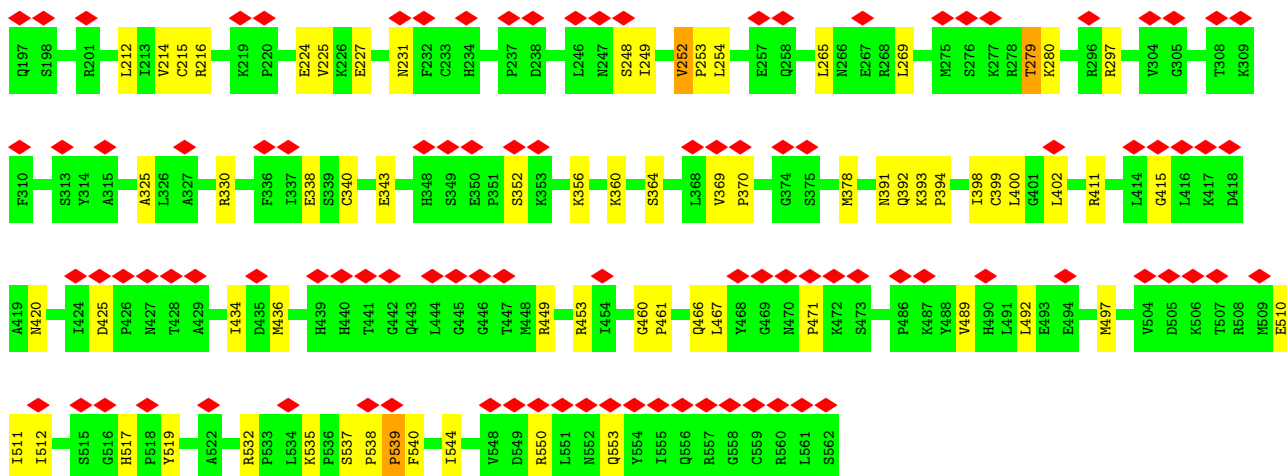 Q197 S198 R201 L212 I213 V214 C215 R216 K219 P220 E224 V225 K226 E227 N231 F232 C233 H234 P237 D238 L246 N247 S248 I249 V252 P253 L254 E257 Q258 L265 N266 E267 R268 L269 M275 S276 K277 R278 T279 K280 R296 R297 V304 G305 T308 K309
F310 S313 Y314 A315 A325 L326 A327 R330 F336 I337 E338 S339 C340 E343 H348 S349 E350 P351 S352 K353 K356 K360 S364 L368 V369 P370 G374 S375 M378 N391 Q392 K393 P394 I398 C399 L400 G401 L402 R411 L414 G415 L416 K417 D418
A419 N420 I424 D425 P426 N427 T428 A429 I434 D435 M436 H439 H440 T441 G442 Q443 L444 G445 G446 T447 M448 R449 R453 I454 G460 P461 Q466 L467 Y468 G469 N470 P471 K472 S473 P486 K487 Y488 V489 H490 L491 L492 E493 E494 M497 V504 D505 K506 T507 R508 M509 E510
I511 I512 S515 G516 H517 P518 Y519 A522 R532 P533 L534 K535 P536 S537 P538 P539 F540 I544 V548 D549 R550 L551 N552 Q553 Y554 I555 Q556 R557 G558 C559 R560 L561 S562